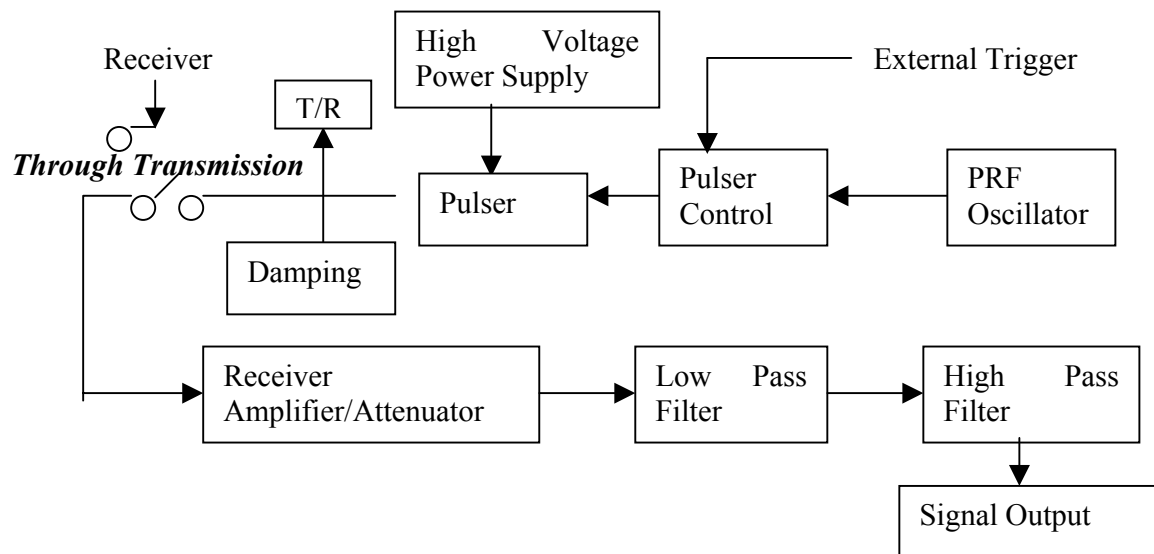 High Voltage
Power Supply
Receiver
External Trigger
T/R
Through Transmission
Pulser
Pulser
Control
PRF
Oscillator
Damping
Receiver
Amplifier/Attenuator
Low Pass
Filter
High Pass
Filter
Signal Output